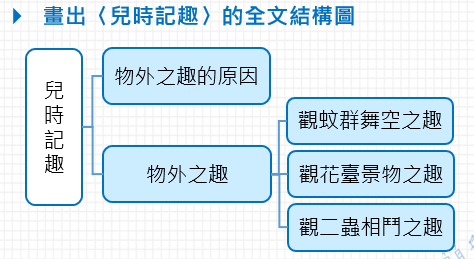 畫出〈兒時記趣〉的全文結構圖
兒時記趣
物外之趣的原因
物外之趣
觀蚊群舞空之趣
觀花臺景物之趣
觀二蟲相鬥之趣